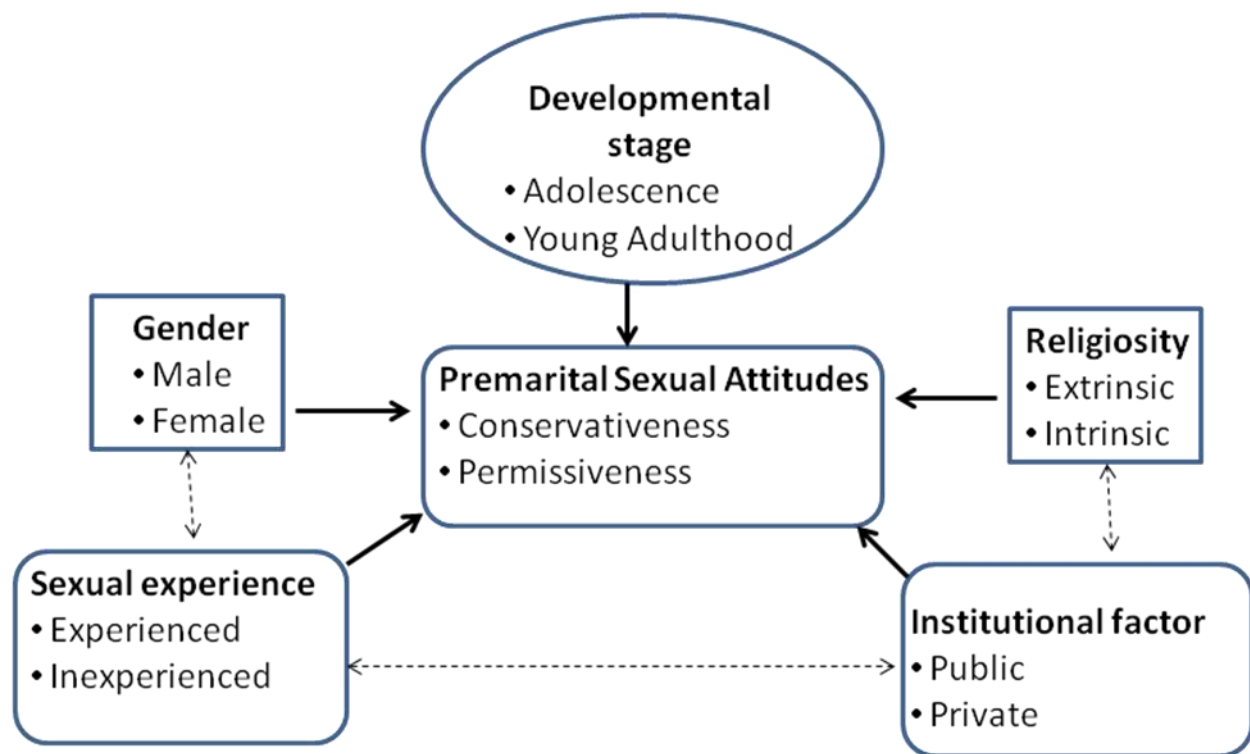 Developmental
stage
• Adolescence
• Young Adulthood
Gender
• Male
• Female
Premarital Sexual Attitudes
• Conservativeness
• Permissiveness
Religiosity
• Extrinsic
• Intrinsic
Sexual experience
• Experienced
• Inexperienced
Institutional factor
• Public
• Private